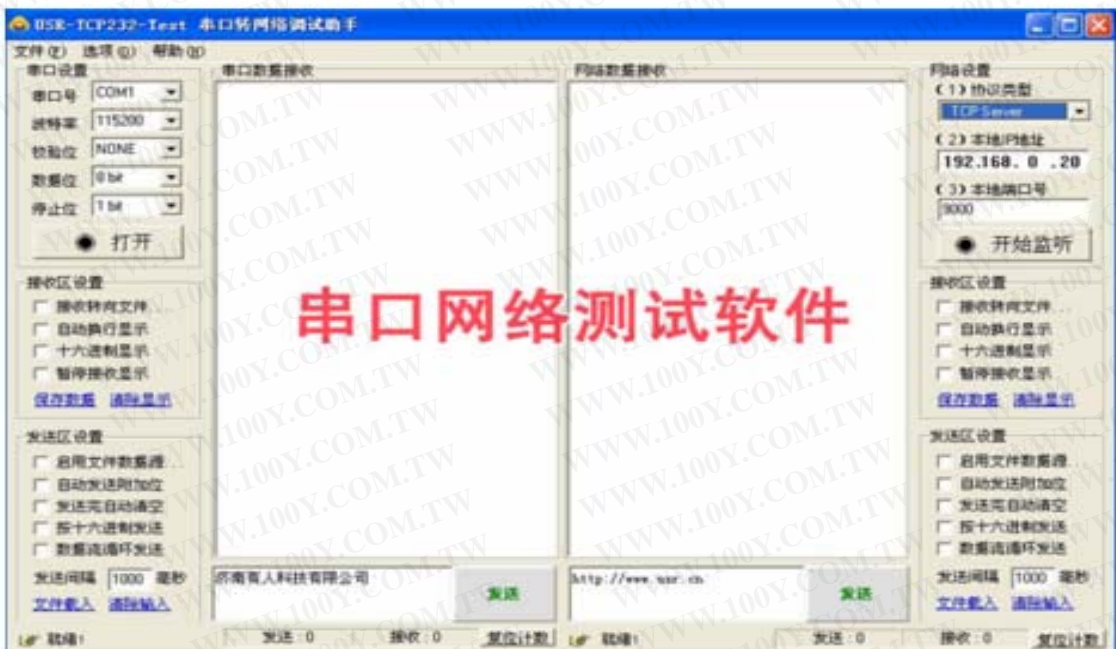 USR-TCP232-Test 串口转网络调试助手
文件(F) 选项(O) 帮助(H)
串口设置
串口号 COM1
波特率 115200
校验位 NONE
数据位 8 bit
停止位 1 bit
打开
接收区设置
接收转向文件...
自动换行显示
十六进制显示
暂停接收显示
保存数据 清除显示
发送区设置
启用文件数据源...
自动发送附加位
发送完自动清空
按十六进制发送
数据流循环发送
发送间隔 1000 毫秒
文件载入 清除输入
串口数据接收
济南有人科技有限公司
发送
网络数据接收
http://www.usr.cn
发送
串口网络测试软件
网络设置
(1) 协议类型
TCP Server
(2) 本地IP地址
192.168. 0 .20
(3) 本地端口号
9000
开始监听
接收区设置
接收转向文件...
自动换行显示
十六进制显示
暂停接收显示
保存数据 清除显示
发送区设置
启用文件数据源...
自动发送附加位
发送完自动清空
按十六进制发送
数据流循环发送
发送间隔 1000 毫秒
文件载入 清除输入
就绪! 发送:0 接收:0 复位计数
就绪! 发送:0 接收:0 复位计数
WWW.100Y.COM.TW